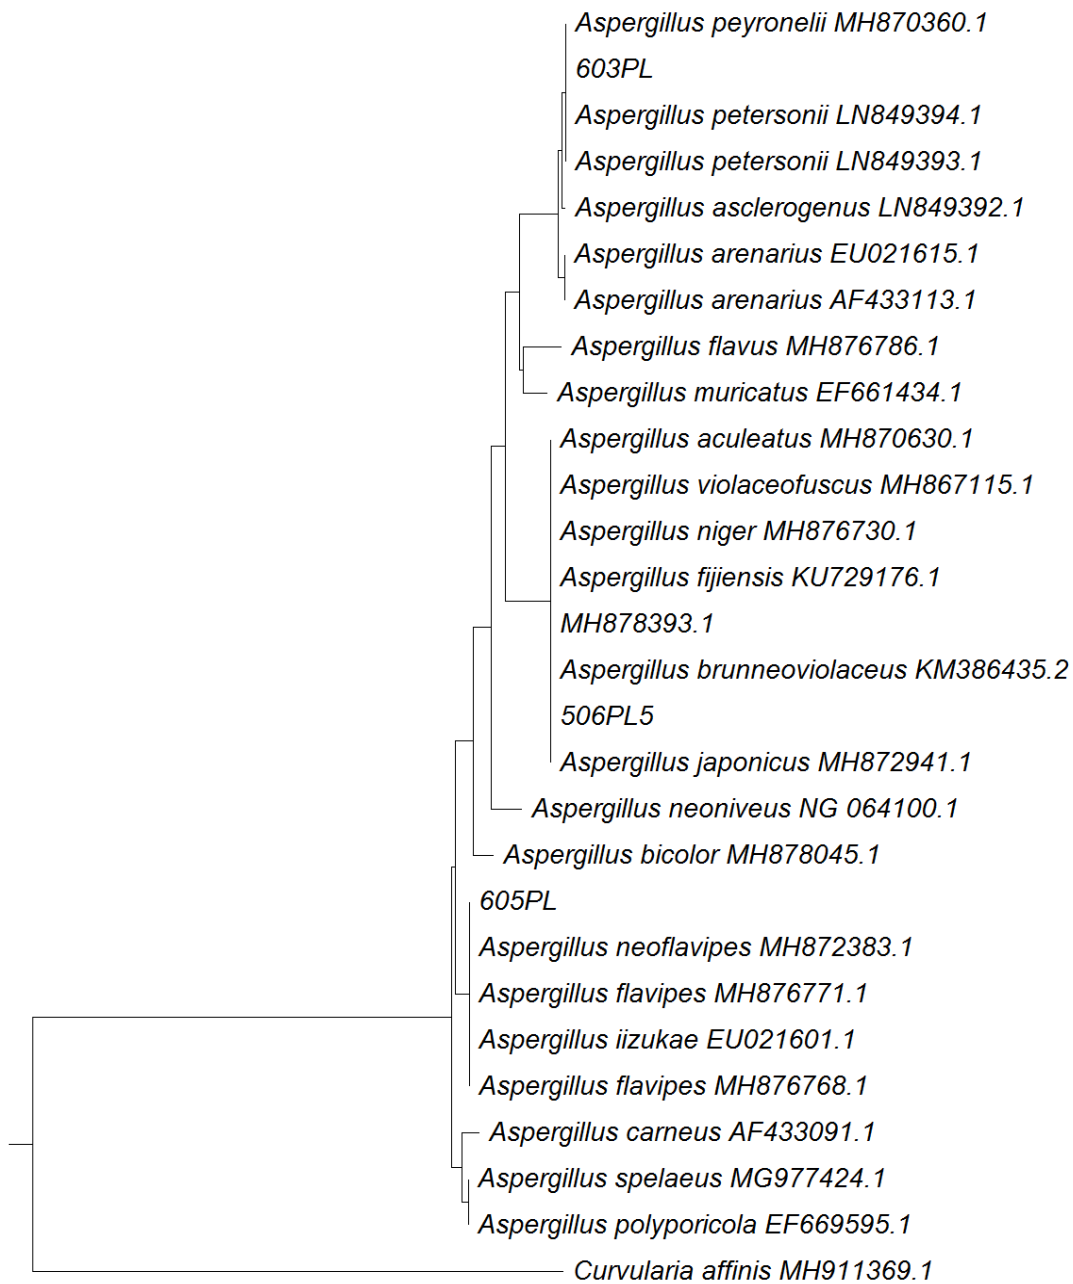 Aspergillus peyronelii MH870360.1
603PL
Aspergillus petersonii LN849394.1
Aspergillus petersonii LN849393.1
Aspergillus asclerogenus LN849392.1
Aspergillus arenarius EU021615.1
Aspergillus arenarius AF433113.1
Aspergillus flavus MH876786.1
Aspergillus muricatus EF661434.1
Aspergillus aculeatus MH870630.1
Aspergillus violaceofuscus MH867115.1
Aspergillus niger MH876730.1
Aspergillus fijiensis KU729176.1
MH878393.1
Aspergillus brunneoviolaceus KM386435.2
506PL5
Aspergillus japonicus MH872941.1
Aspergillus neoniveus NG 064100.1
Aspergillus bicolor MH878045.1
605PL
Aspergillus neoflavipes MH872383.1
Aspergillus flavipes MH876771.1
Aspergillus iizukae EU021601.1
Aspergillus flavipes MH876768.1
Aspergillus carneus AF433091.1
Aspergillus spelaeus MG977424.1
Aspergillus polyporicola EF669595.1
Curvularia affinis MH911369.1